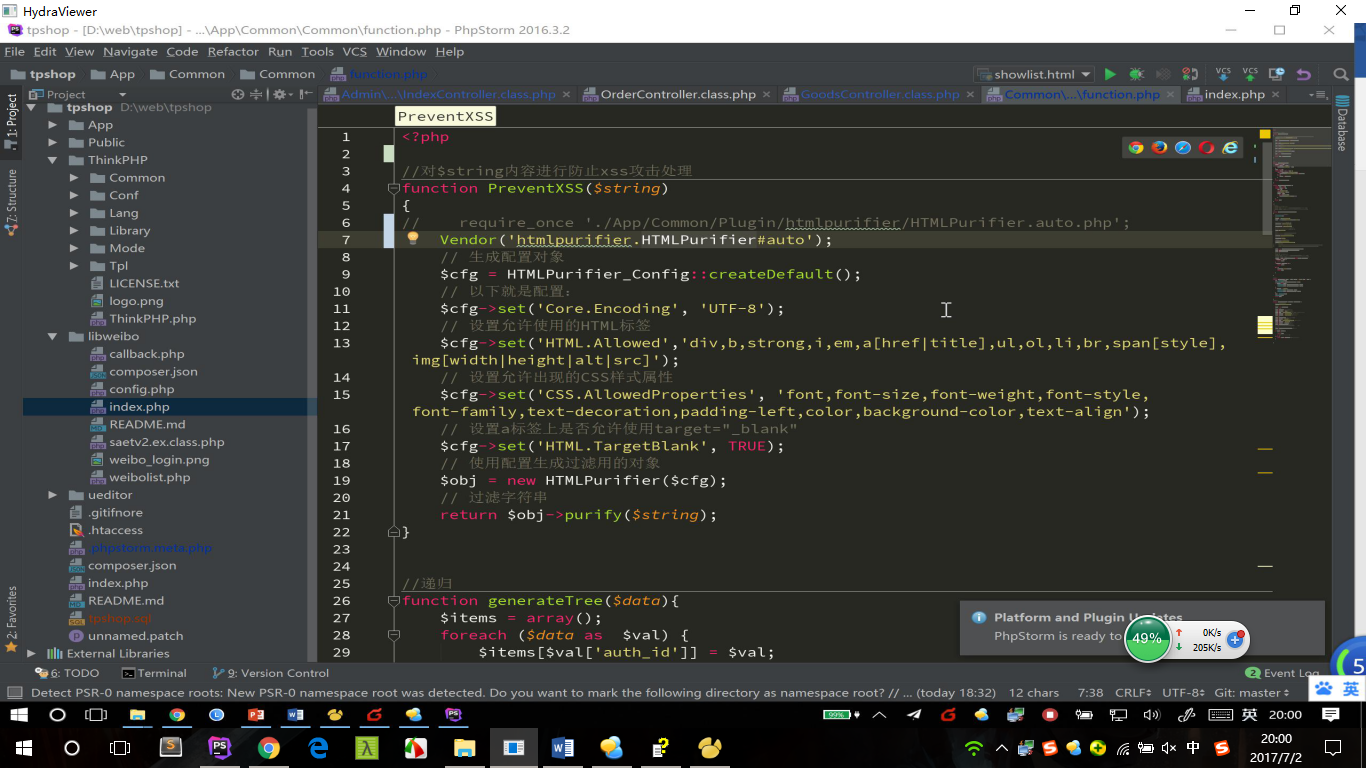 HydraViewer
tpshop - [D:\web\tpshop] - ...\App\Common\Common\function.php - PhpStorm 2016.3.2
File Edit View Navigate Code Refactor Run Tools VCS Window Help
tpshop App Common Common function.php
showlist.html VCS VCS
Project
Admin\...\IndexController.class.php OrderController.class.php GoodsController.class.php Common\...\function.php index.php
1: Project
Z: Structure
2: Favorites
Database
tpshop D:\web\tpshop
App
Public
ThinkPHP
Common
Conf
Lang
Library
Mode
Tpl
LICENSE.txt
logo.png
ThinkPHP.php
libweibo
callback.php
composer.json
config.php
index.php
README.md
saetv2.ex.class.php
weibo_login.png
weibolist.php
ueditor
.gitifnore
.htaccess
.phpstorm.meta.php
composer.json
index.php
README.md
tpshop.sql
unnamed.patch
External Libraries
PreventXSS
1 <?php
2
3 //对$string内容进行防止xss攻击处理
4 function PreventXSS($string)
5 {
6 // require_once './App/Common/Plugin/htmlpurifier/HTMLPurifier.auto.php';
7 Vendor('htmlpurifier.HTMLPurifier#auto');
8 // 生成配置对象
9 $cfg = HTMLPurifier_Config::createDefault();
10 // 以下就是配置：
11 $cfg->set('Core.Encoding', 'UTF-8');
12 // 设置允许使用的HTML标签
13 $cfg->set('HTML.Allowed','div,b,strong,i,em,a[href|title],ul,ol,li,br,span[style],
img[width|height|alt|src]');
14 // 设置允许出现的CSS样式属性
15 $cfg->set('CSS.AllowedProperties', 'font,font-size,font-weight,font-style,
font-family,text-decoration,padding-left,color,background-color,text-align');
16 // 设置a标签上是否允许使用target="_blank"
17 $cfg->set('HTML.TargetBlank', TRUE);
18 // 使用配置生成过滤用的对象
19 $obj = new HTMLPurifier($cfg);
20 // 过滤字符串
21 return $obj->purify($string);
22 }
23
24
25 //递归
26 function generateTree($data){
27 $items = array();
28 foreach ($data as $val) {
29 $items[$val['auth_id']] = $val;
Platform and Plugin Updates
PhpStorm is ready to
49% 0K/s
205K/s
6: TODO Terminal 9: Version Control 2 Event Log
5
Detect PSR-0 namespace roots: New PSR-0 namespace root was detected. Do you want to mark the following directory as namespace root? // ... (today 18:32) 12 chars 7:38 CRLF UTF-8 Git: master
英
99% 英 20:00
中 20:00
2017/7/2